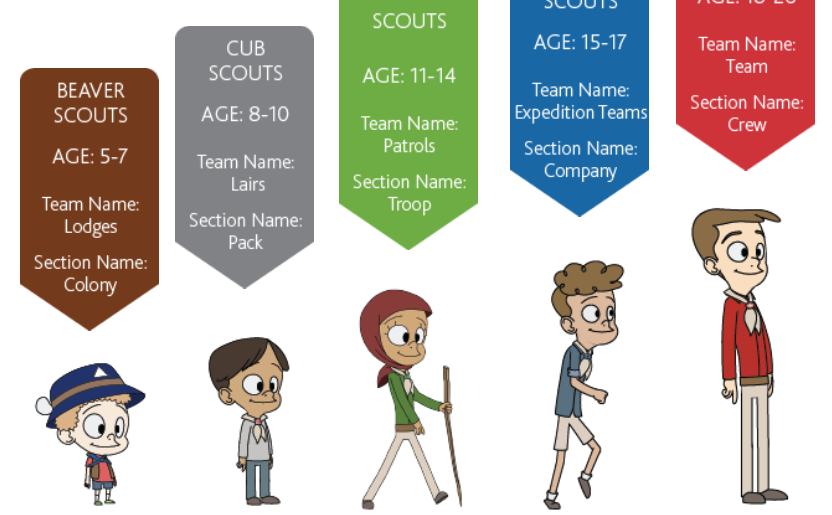 BEAVER
SCOUTS
AGE: 5-7
Team Name:
Lodges
Section Name:
Colony
CUB
SCOUTS
AGE: 8-10
Team Name:
Lairs
Section Name:
Pack
SCOUTS
AGE: 11-14
Team Name:
Patrols
Section Name:
Troop
SCOUTS
AGE: 15-17
Team Name:
Expedition Teams
Section Name:
Company
Team Name:
Team
Section Name:
Crew